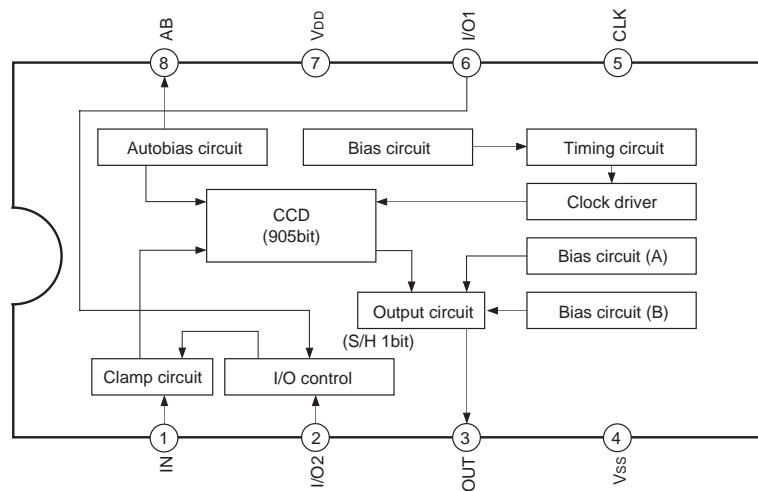 AB
VDD
I/O1
CLK
8
7
6
5
Autobias circuit
Bias circuit
Timing circuit
CCD
(905bit)
Clock driver
Bias circuit (A)
Output circuit
Bias circuit (B)
(S/H 1bit)
Clamp circuit
I/O control
1
2
3
4
IN
I/O2
OUT
VSS